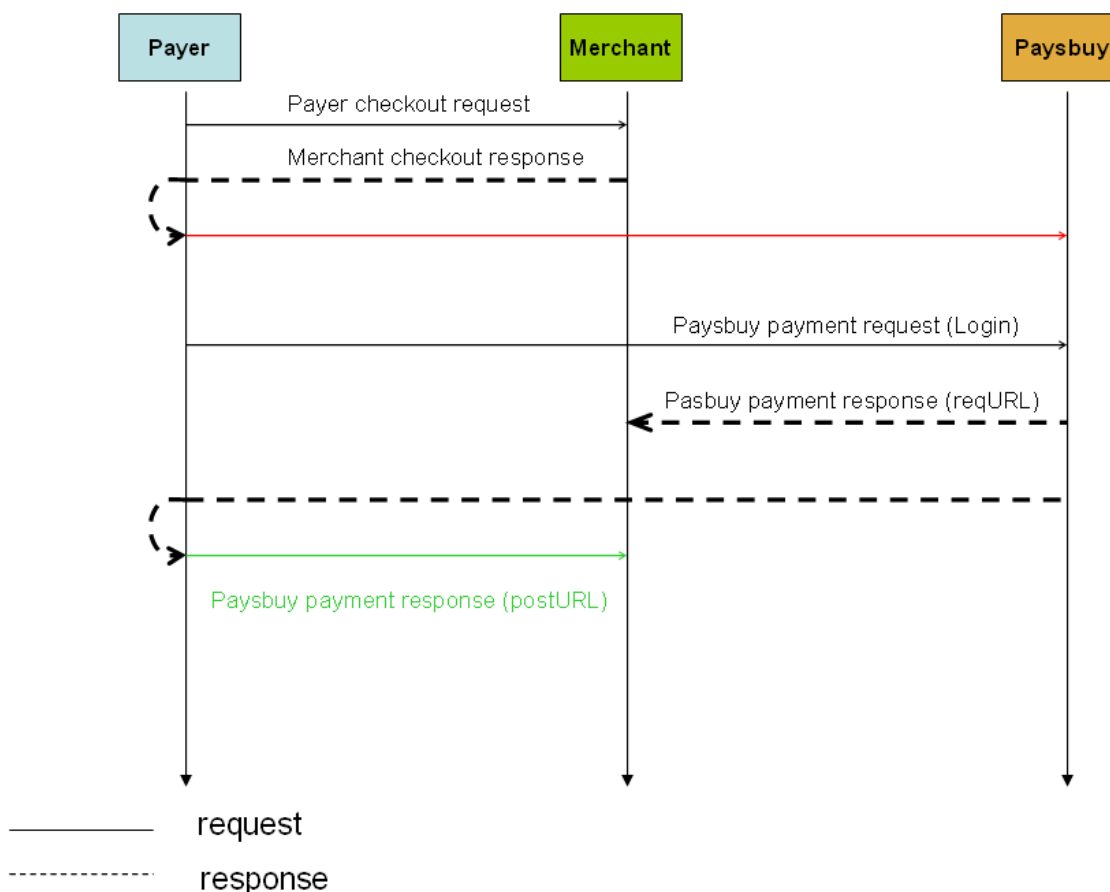 Payer
Merchant
Paysbuy
Payer checkout request
Merchant checkout response
Paysbuy payment request (Login)
Pasbuy payment response (reqURL)
Paysbuy payment response (postURL)
request
response